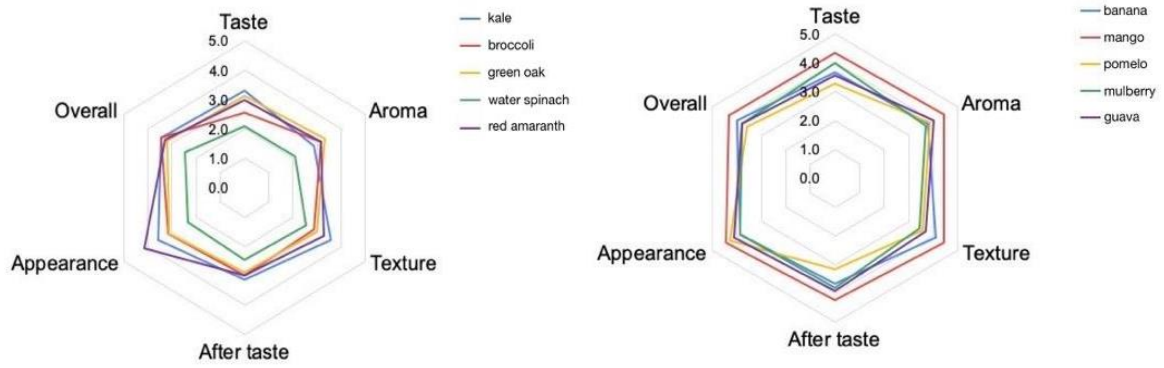 Taste
5.0
4.0
3.0
2.0
1.0
0.0
Overall
Aroma
Appearance
Texture
After taste
kale
broccoli
green oak
water spinach
red amaranth
Taste
5.0
4.0
3.0
2.0
1.0
0.0
Overall
Aroma
Appearance
Texture
After taste
banana
mango
pomelo
mulberry
guava